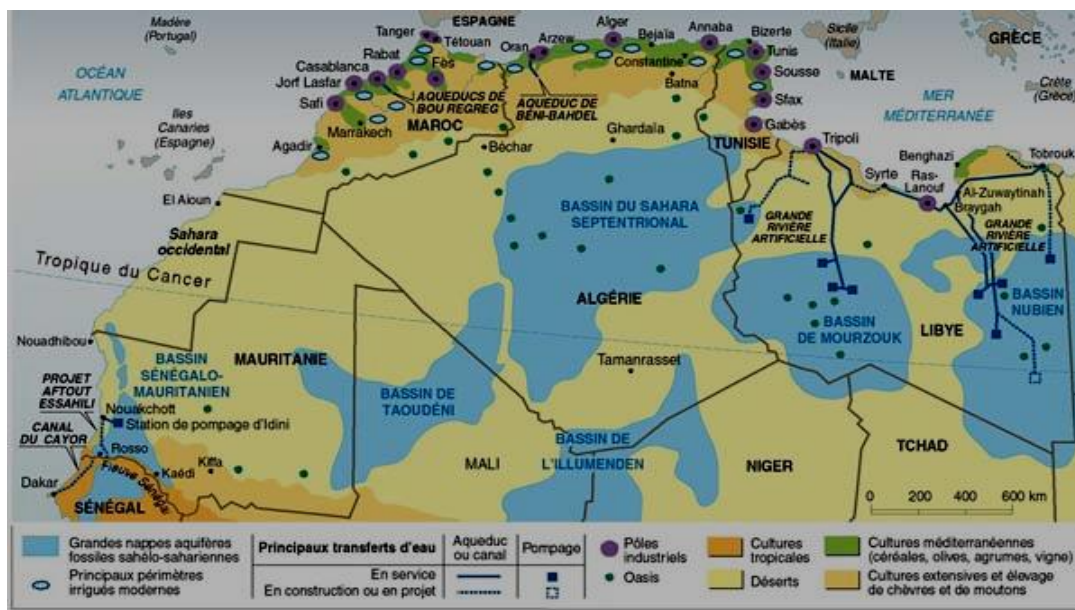 Madère
(Portugal)
ESPAGNE
Tanger
Tétouan
Oran
Arzew
Alger
Bejaïa
Annaba
Bizerte
Sicile
(Italie)
GRÈCE
Rabat
Fès
Constantine
Tunis
Casablanca
Batna
Sousse
MALTE
OCÉAN
ATLANTIQUE
Jorf Lasfar
Crète
(Grèce)
Safi
AQUEDUCS DE
BOU REGREG
AQUEDUC DE
BÉNI-BAHDEL
Sfax
MER
MÉDITERRANÉE
Iles
Canaries
(Espagne)
Marrakech
MAROC
Ghardaïa
Gabès
TUNISIE
Tripoli
Agadir
Béchar
Benghazi
Tobrouk
Syrte
Ras-
Lanouf
Al-Zuwaytinah
Braygah
El Aïoun
BASSIN DU SAHARA
SEPTENTRIONAL
GRANDE
RIVIÈRE
ARTIFICIELLE
GRANDE
RIVIÈRE
ARTIFICIELLE
Sahara
occidental
Tropique du Cancer
ALGÉRIE
BASSIN
NUBIEN
BASSIN
DE MOURZOUK
LIBYE
Nouadhibou
MAURITANIE
BASSIN
SÉNÉGALO-
MAURITANIEN
Tamanrasset
PROJET
AFTOUT
ESSAHILI
BASSIN DE
TAOUDÉNI
Nouakchott
Station de pompage d'Idini
CANAL
DU CAYOR
Rosso
Fleuve Sénégal
Kaédi
Kiffa
MALI
BASSIN DE
L'ILLUMENDEN
NIGER
TCHAD
Dakar
SÉNÉGAL
0 200 400 600 km
Grandes nappes aquifères
fossiles sahélo-sahariennes
Principaux périmètres
irrigués modernes
Principaux transferts d'eau
Aqueduc
ou canal
Pompage
En service
En construction ou en projet
Pôles
industriels
Oasis
Cultures
tropicales
Déserts
Cultures méditerranéennes
(céréales, olives, agrumes, vigne)
Cultures extensives et élevage
de chèvres et de moutons